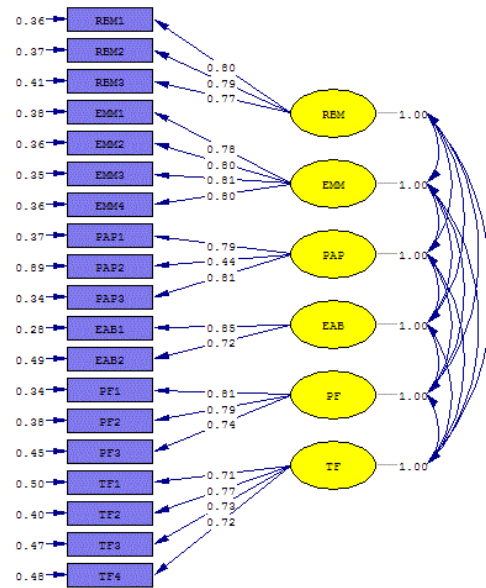 0.36 RBM1
0.37 RBM2
0.41 RBM3
0.38 EMM1
0.36 EMM2
0.35 EMM3
0.36 EMM4
0.37 PAP1
0.89 PAP2
0.34 PAP3
0.28 EAB1
0.49 EAB2
0.34 PF1
0.38 PF2
0.45 PF3
0.50 TF1
0.40 TF2
0.47 TF3
0.48 TF4
0.80
0.79
0.77
0.78
0.80
0.81
0.80
0.79
0.44
0.81
0.85
0.72
0.81
0.79
0.74
0.71
0.77
0.73
0.72
RBM 1.00
EMM 1.00
PAP 1.00
EAB 1.00
PF 1.00
TF 1.00